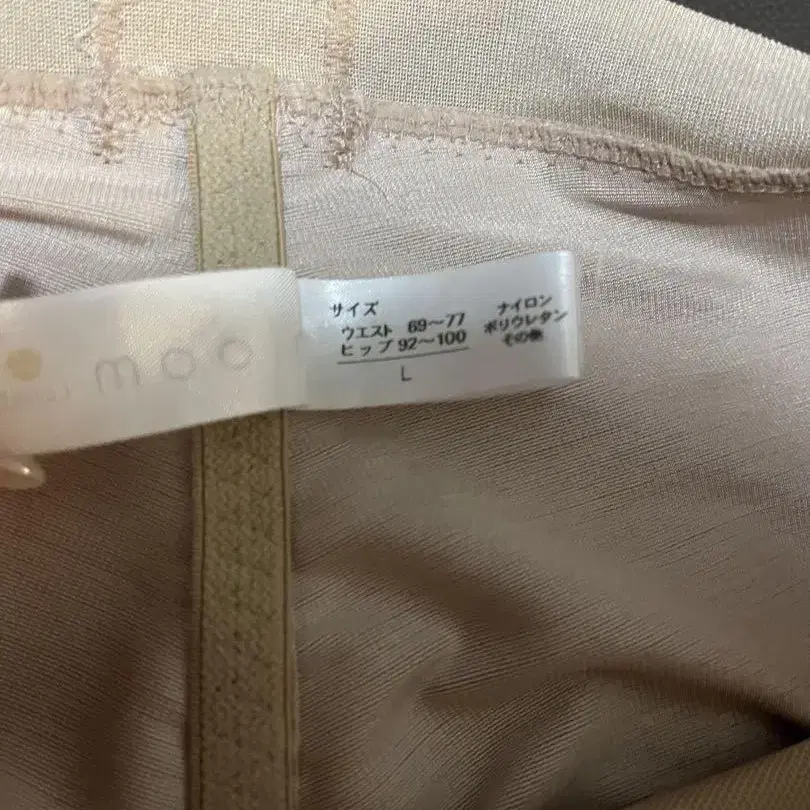 moo
サイズ
ウエスト 69〜77
ヒップ 92〜100
L
ナイロン
ポリウレタン
その他